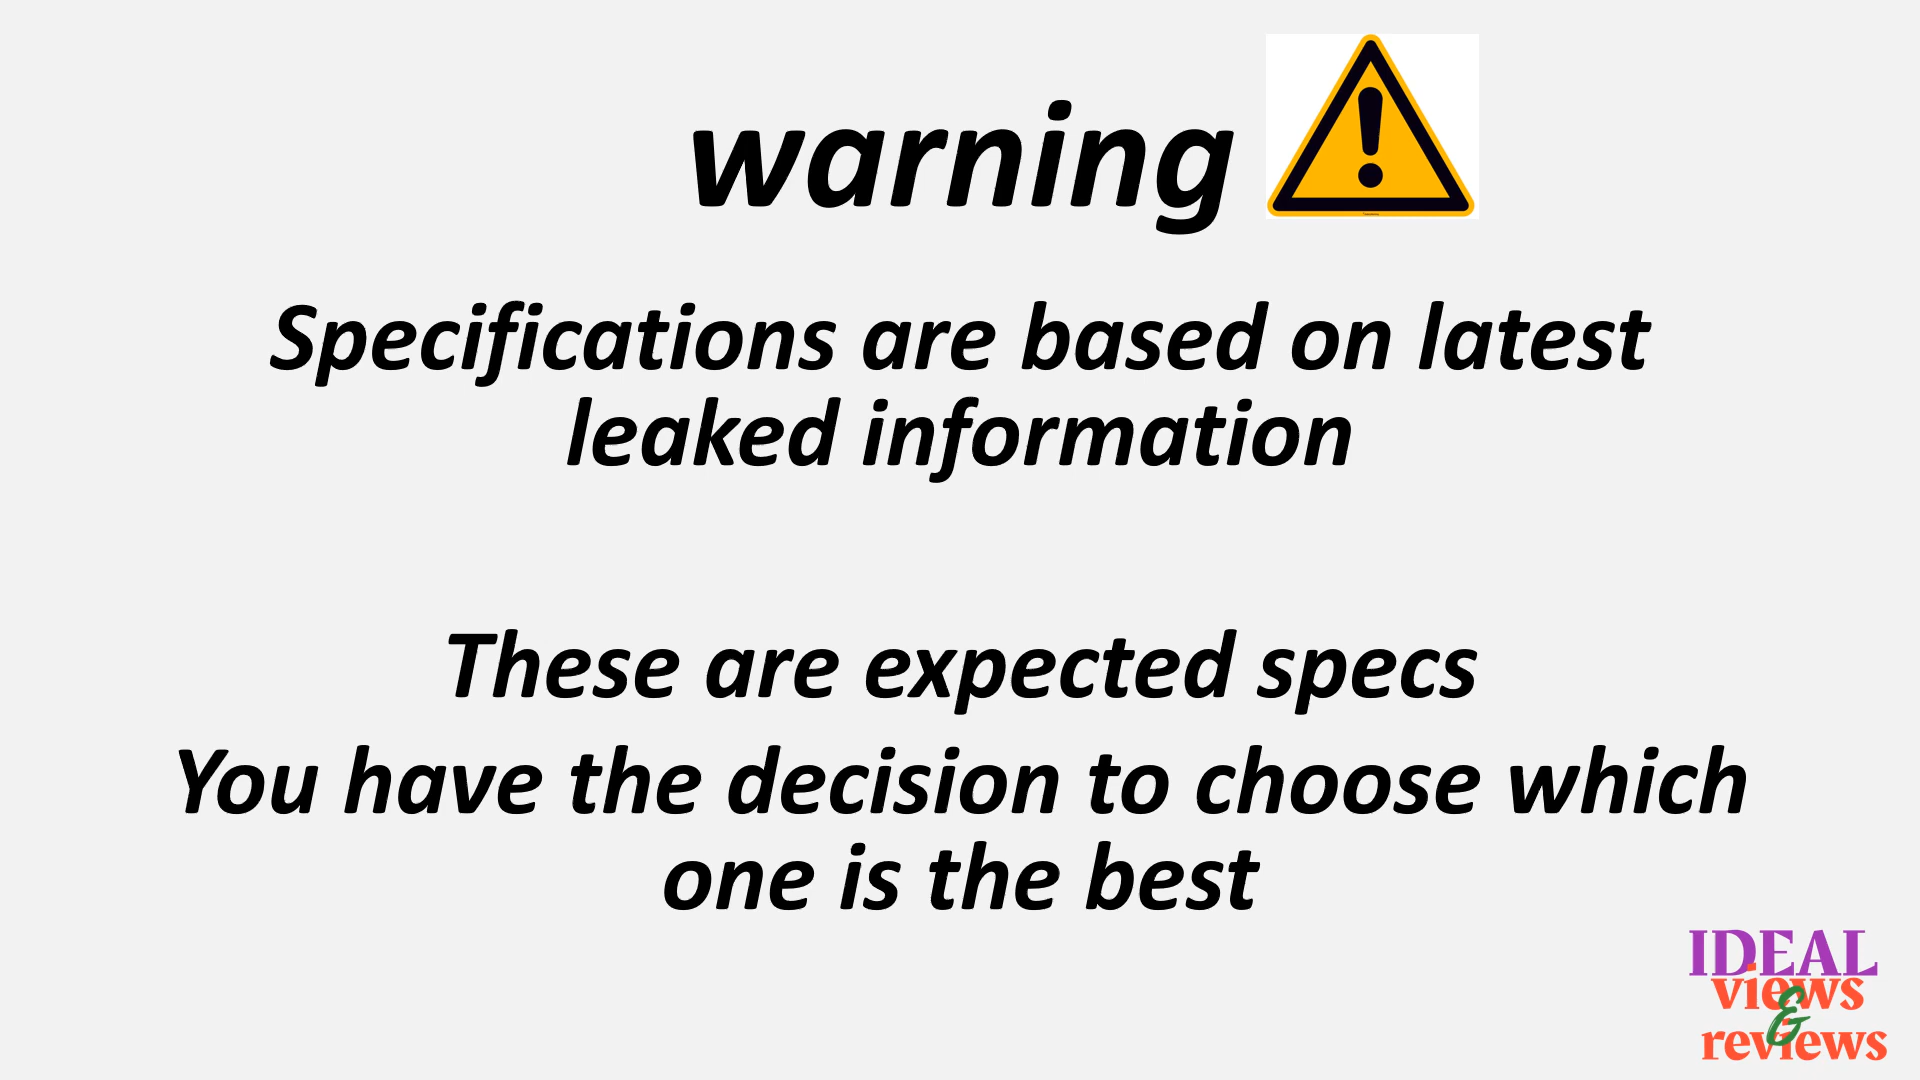 warning
Specifications are based on latest
leaked information
These are expected specs
You have the decision to choose which
one is the best
IDEAL
views
&
reviews